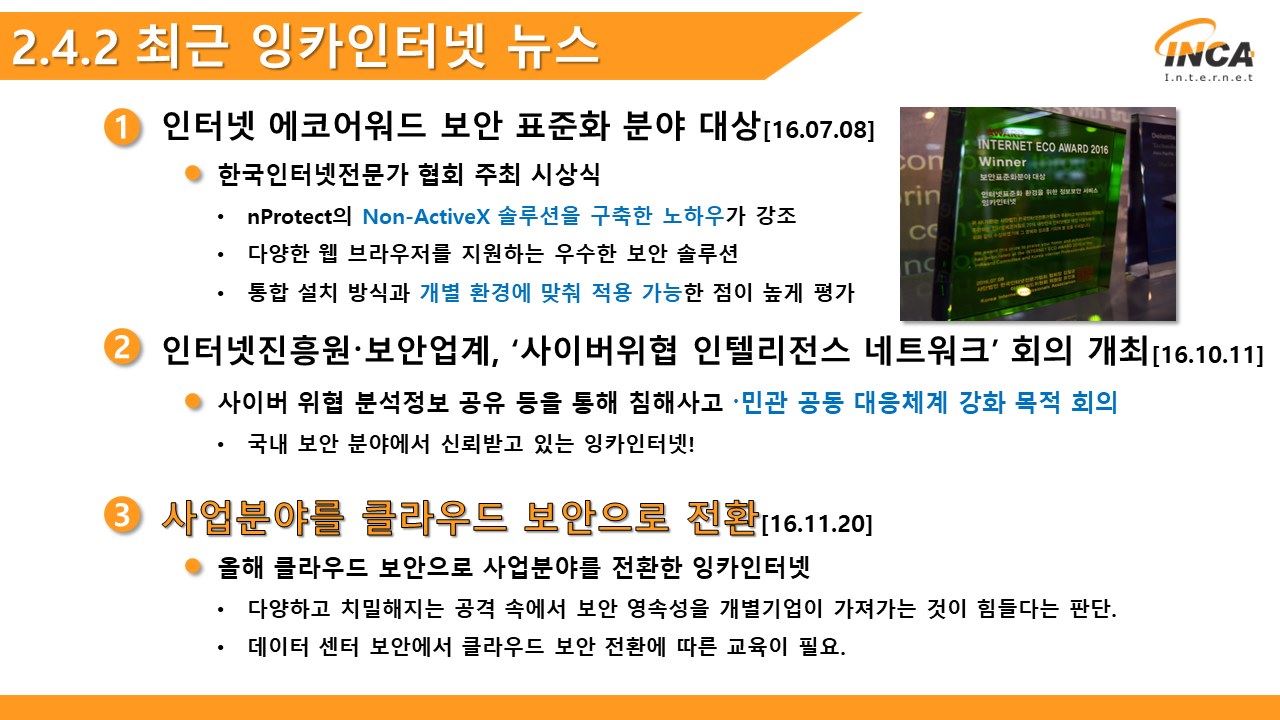 2.4.2 최근 잉카인터넷 뉴스
INCA
I.n.t.e.r.n.e.t
1 인터넷 에코어워드 보안 표준화 분야 대상[16.07.08]
● 한국인터넷전문가 협회 주최 시상식
• nProtect의 Non-ActiveX 솔루션을 구축한 노하우가 강조
• 다양한 웹 브라우저를 지원하는 우수한 보안 솔루션
• 통합 설치 방식과 개별 환경에 맞춰 적용 가능한 점이 높게 평가
AWARD
INTERNET ECO AWARD 2016
Winner
보안표준화분야 대상
인터넷표준화 환경을 위한 정보보안 서비스
잉카인터넷
2016.07.08
Korea Internet Professionals Association
2 인터넷진흥원·보안업계, ‘사이버위협 인텔리전스 네트워크’ 회의 개최[16.10.11]
● 사이버 위협 분석정보 공유 등을 통해 침해사고 ·민관 공동 대응체계 강화 목적 회의
• 국내 보안 분야에서 신뢰받고 있는 잉카인터넷!
3 사업분야를 클라우드 보안으로 전환[16.11.20]
● 올해 클라우드 보안으로 사업분야를 전환한 잉카인터넷
• 다양하고 치밀해지는 공격 속에서 보안 영속성을 개별기업이 가져가는 것이 힘들다는 판단.
• 데이터 센터 보안에서 클라우드 보안 전환에 따른 교육이 필요.